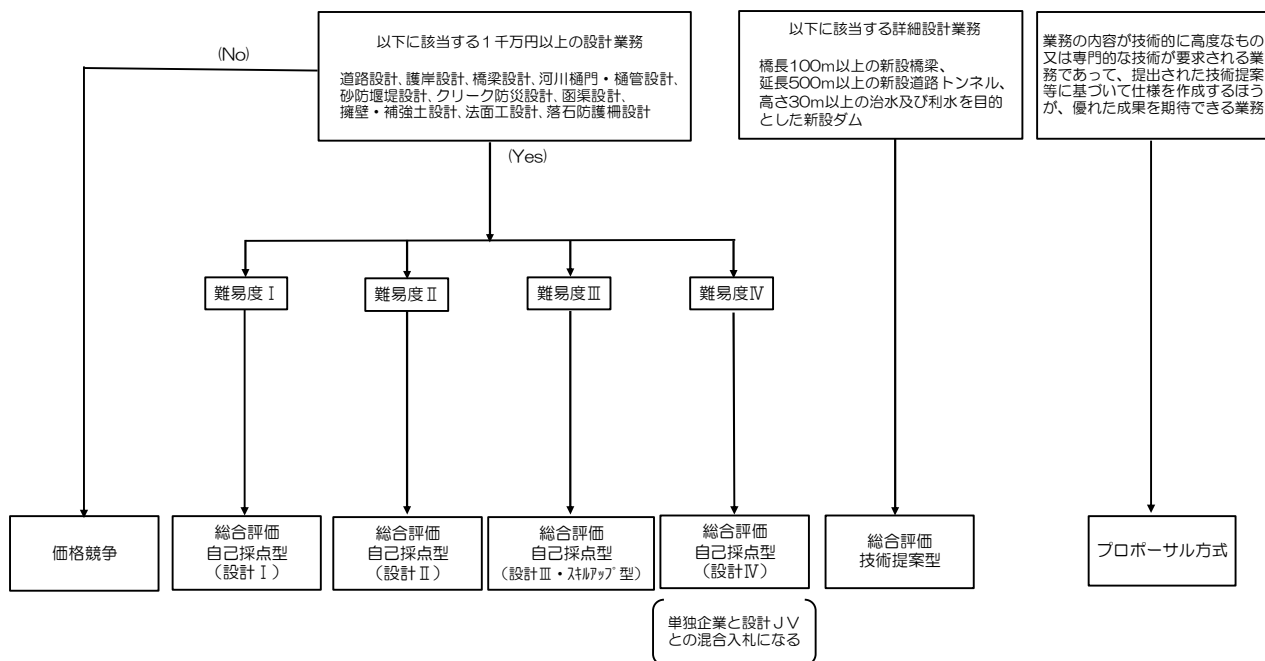 (No)
以下に該当する１千万円以上の設計業務
道路設計、護岸設計、橋梁設計、河川樋門・樋管設計、
砂防堰堤設計、クリーク防災設計、函渠設計、
擁壁・補強土設計、法面工設計、落石防護柵設計
(Yes)
以下に該当する詳細設計業務
橋長100m以上の新設橋梁、
延長500m以上の新設道路トンネル、
高さ30m以上の治水及び利水を目的
とした新設ダム
業務の内容が技術的に高度なもの
又は専門的な技術が要求される業
務であって、提出された技術提案
等に基づいて仕様を作成するほう
が、優れた成果を期待できる業務
難易度Ⅰ
難易度Ⅱ
難易度Ⅲ
難易度Ⅳ
価格競争
総合評価
自己採点型
（設計Ⅰ）
総合評価
自己採点型
（設計Ⅱ）
総合評価
自己採点型
（設計Ⅲ・ｽｷﾙｱｯﾌﾟ型）
総合評価
自己採点型
（設計Ⅳ）
単独企業と設計ＪＶ
との混合入札になる
総合評価
技術提案型
プロポーサル方式